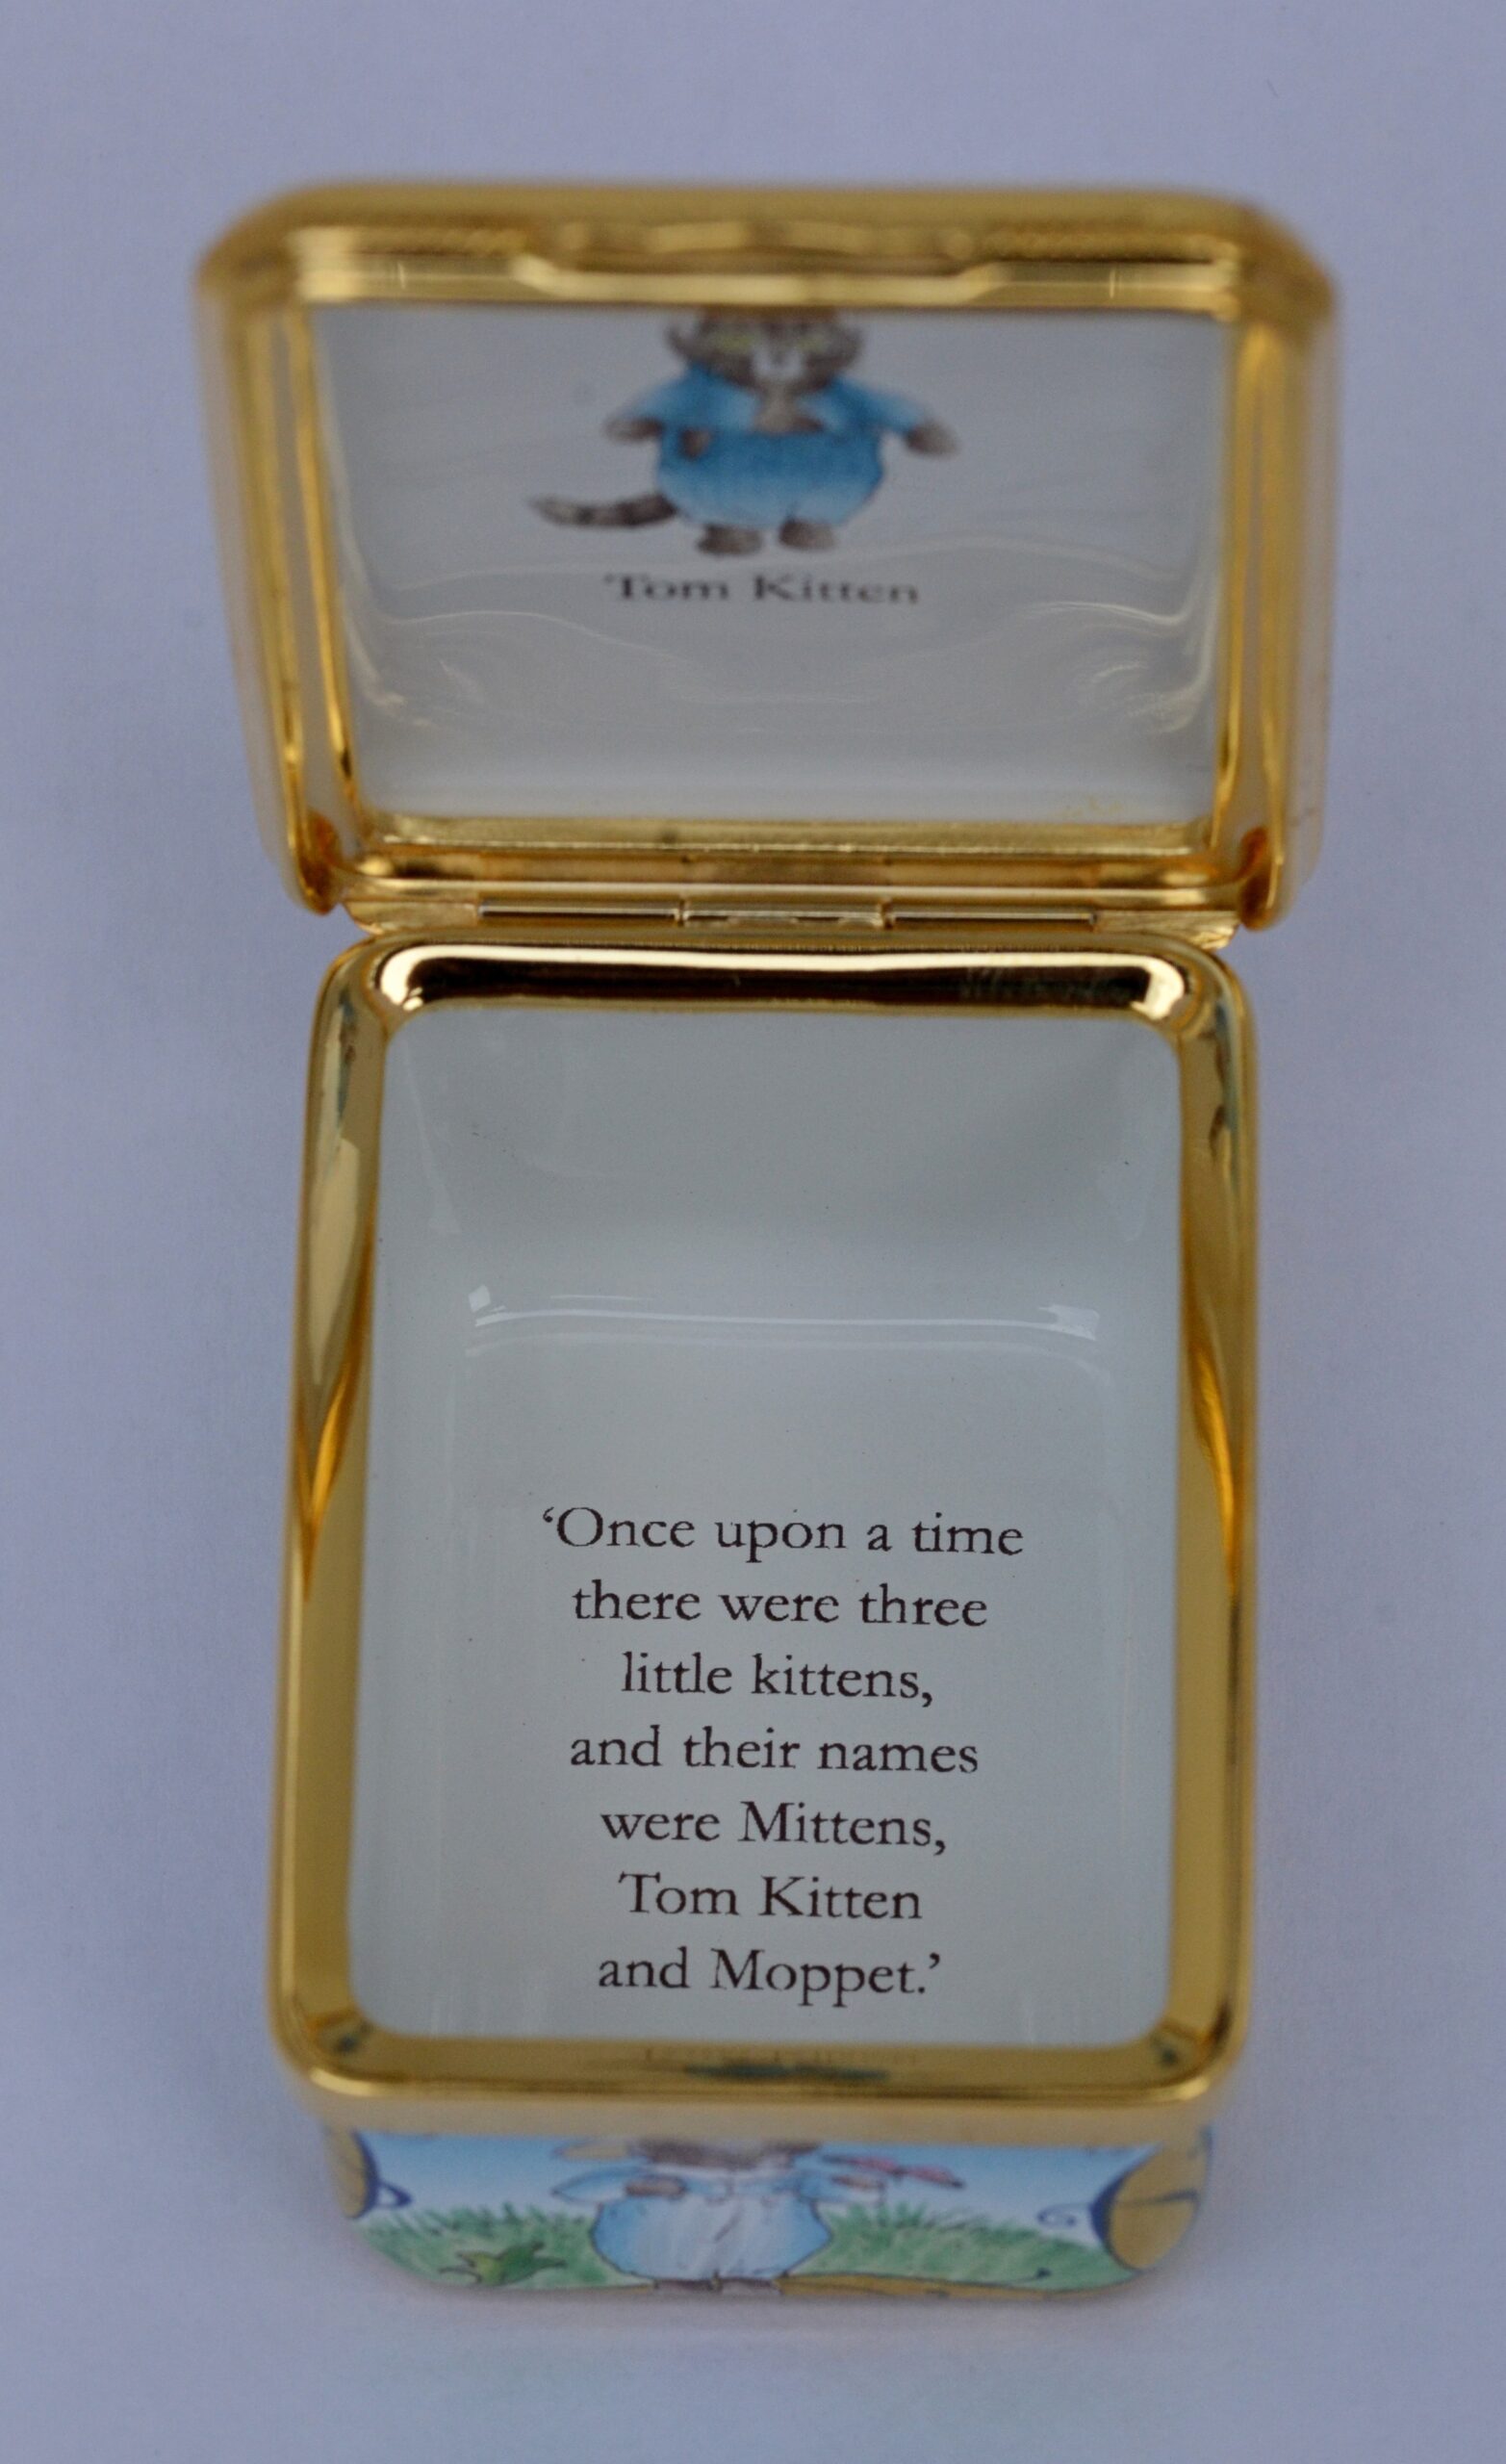 Tom Kitten
‘Once upon a time
there were three
little kittens,
and their names
were Mittens,
Tom Kitten
and Moppet.’